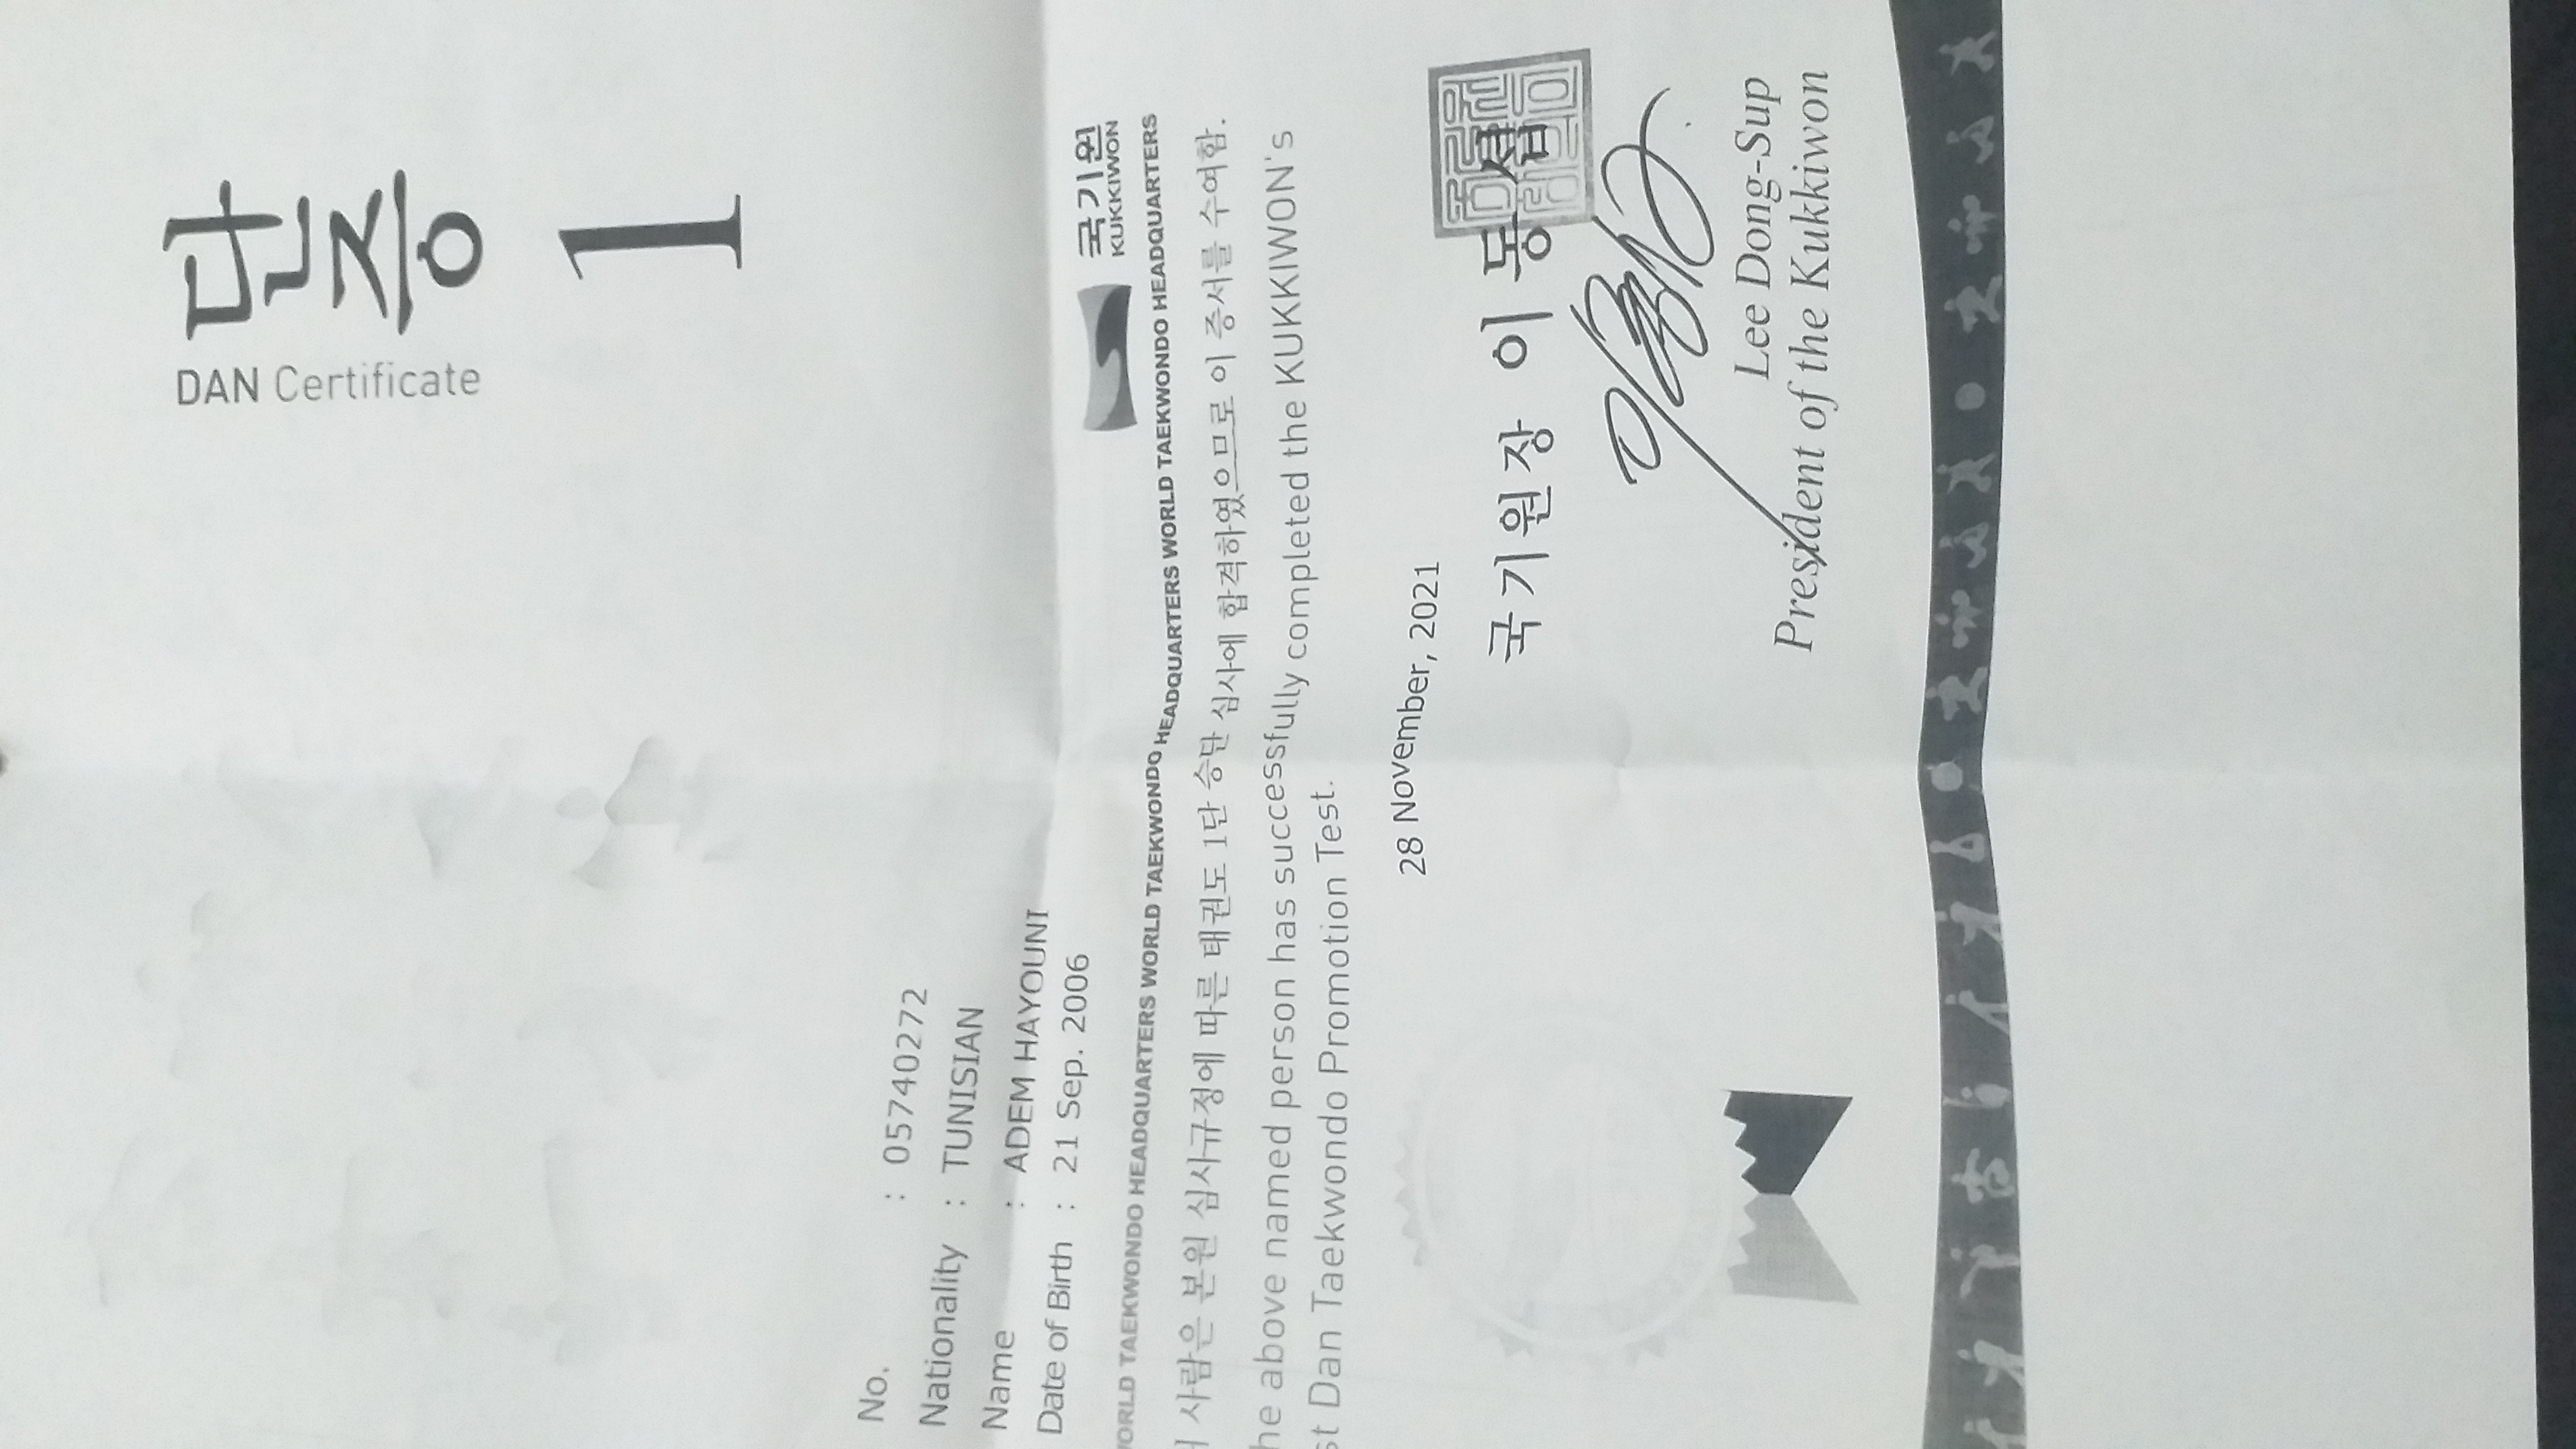 단증
DAN Certificate
1
No. : 05740272
Nationality : TUNISIAN
Name : ADEM HAYOUNI
Date of Birth : 21 Sep. 2006
국기원
KUKKIWON
WORLD TAEKWONDO HEADQUARTERS WORLD TAEKWONDO HEADQUARTERS WORLD TAEKWONDO HEADQUARTERS WORLD TAEKWONDO HEADQUARTERS
사람은 본원 심사규정에 따른 태권도 1단 승단 심사에 합격하였으므로 이 증서를 수여함.
he above named person has successfully completed the KUKKIWON's
st Dan Taekwondo Promotion Test.
28 November, 2021
국기원장 이 동 섭
Lee Dong-Sup
President of the Kukkiwon